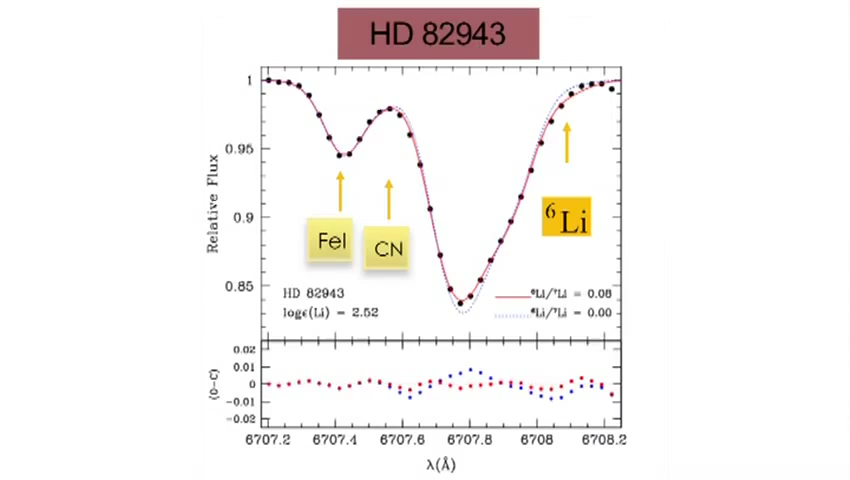 HD 82943
1
0.95
0.9
0.85
Relative Flux
FeI
CN
⁶Li
HD 82943
logϵ(Li) = 2.52
⁶Li/⁷Li = 0.08
⁶Li/⁷Li = 0.00
0.02
0.01
0
-0.01
-0.02
(O-C)
6707.2 6707.4 6707.6 6707.8 6708 6708.2
λ(Å)